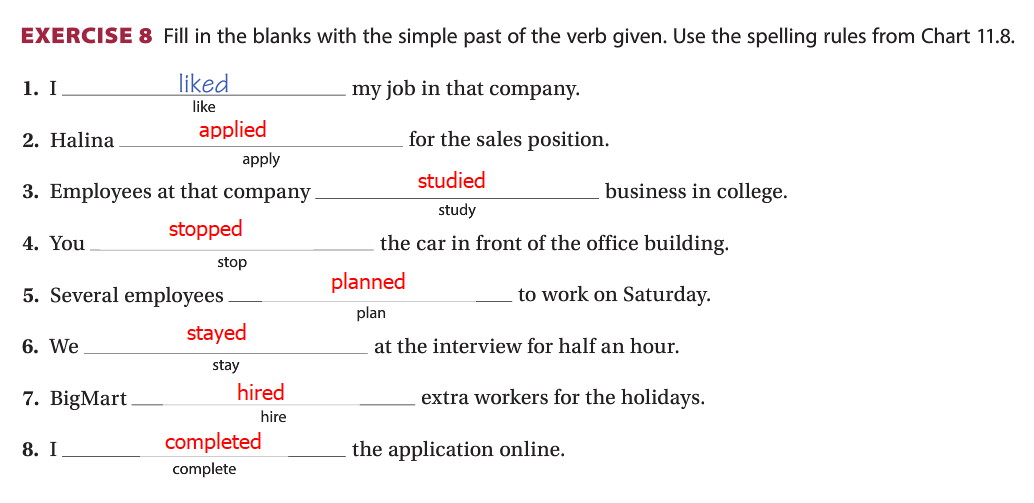 EXERCISE 8 Fill in the blanks with the simple past of the verb given. Use the spelling rules from Chart 11.8.
1. I liked my job in that company.
like
2. Halina applied for the sales position.
apply
3. Employees at that company studied business in college.
study
4. You stopped the car in front of the office building.
stop
5. Several employees planned to work on Saturday.
plan
6. We stayed at the interview for half an hour.
stay
7. BigMart hired extra workers for the holidays.
hire
8. I completed the application online.
complete